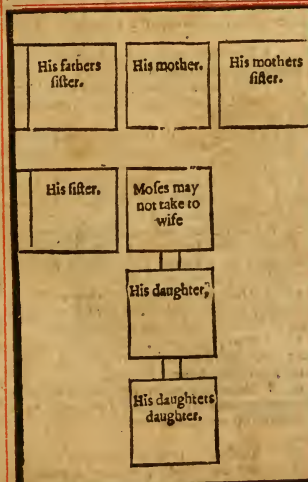 His fathers
ſiſter.
His mother.
His mothers
ſiſter.
His ſiſter.
Moſes may
not take to
wife
His daughter,
His daughters
daughter.